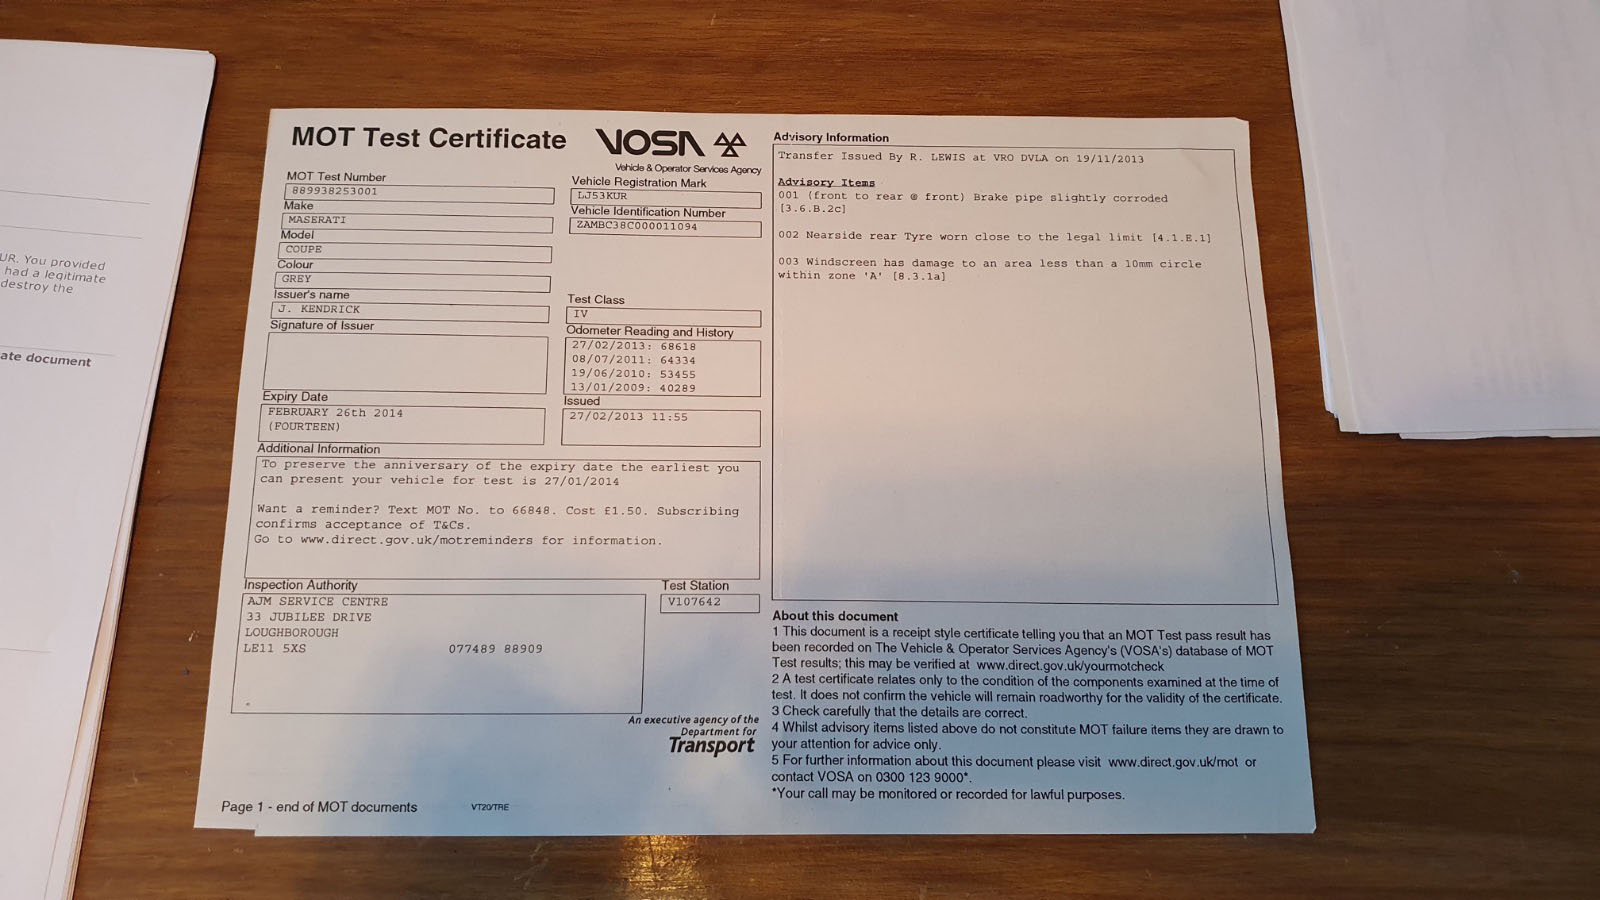 MOT Test Certificate
VOSA
Vehicle & Operator Services Agency
MOT Test Number
889938253001
Make
MASERATI
Model
COUPE
Colour
GREY
Issuer's name
J. KENDRICK
Signature of Issuer
Expiry Date
FEBRUARY 26th 2014
(FOURTEEN)
Vehicle Registration Mark
LJ53KUR
Vehicle Identification Number
ZAMBC38C000011094
Test Class
IV
Odometer Reading and History
27/02/2013: 68618
08/07/2011: 64334
19/06/2010: 53455
13/01/2009: 40289
Issued
27/02/2013 11:55
Additional Information
To preserve the anniversary of the expiry date the earliest you
can present your vehicle for test is 27/01/2014
Want a reminder? Text MOT No. to 66848. Cost £1.50. Subscribing
confirms acceptance of T&Cs.
Go to www.direct.gov.uk/motreminders for information.
Inspection Authority
AJM SERVICE CENTRE
33 JUBILEE DRIVE
LOUGHBOROUGH
LE11 5XS 077489 88909
Test Station
V107642
An executive agency of the
Department for
Transport
Page 1 - end of MOT documents VT20/TRE
Advisory Information
Transfer Issued By R. LEWIS at VRO DVLA on 19/11/2013
Advisory Items
001 (front to rear @ front) Brake pipe slightly corroded
[3.6.B.2c]
002 Nearside rear Tyre worn close to the legal limit [4.1.E.1]
003 Windscreen has damage to an area less than a 10mm circle
within zone 'A' [8.3.1a]
About this document
1 This document is a receipt style certificate telling you that an MOT Test pass result has
been recorded on The Vehicle & Operator Services Agency's (VOSA's) database of MOT
Test results; this may be verified at www.direct.gov.uk/yourmotcheck
2 A test certificate relates only to the condition of the components examined at the time of
test. It does not confirm the vehicle will remain roadworthy for the validity of the certificate.
3 Check carefully that the details are correct.
4 Whilst advisory items listed above do not constitute MOT failure items they are drawn to
your attention for advice only.
5 For further information about this document please visit www.direct.gov.uk/mot or
contact VOSA on 0300 123 9000*.
*Your call may be monitored or recorded for lawful purposes.
UR. You provided
had a legitimate
destroy the
ate document